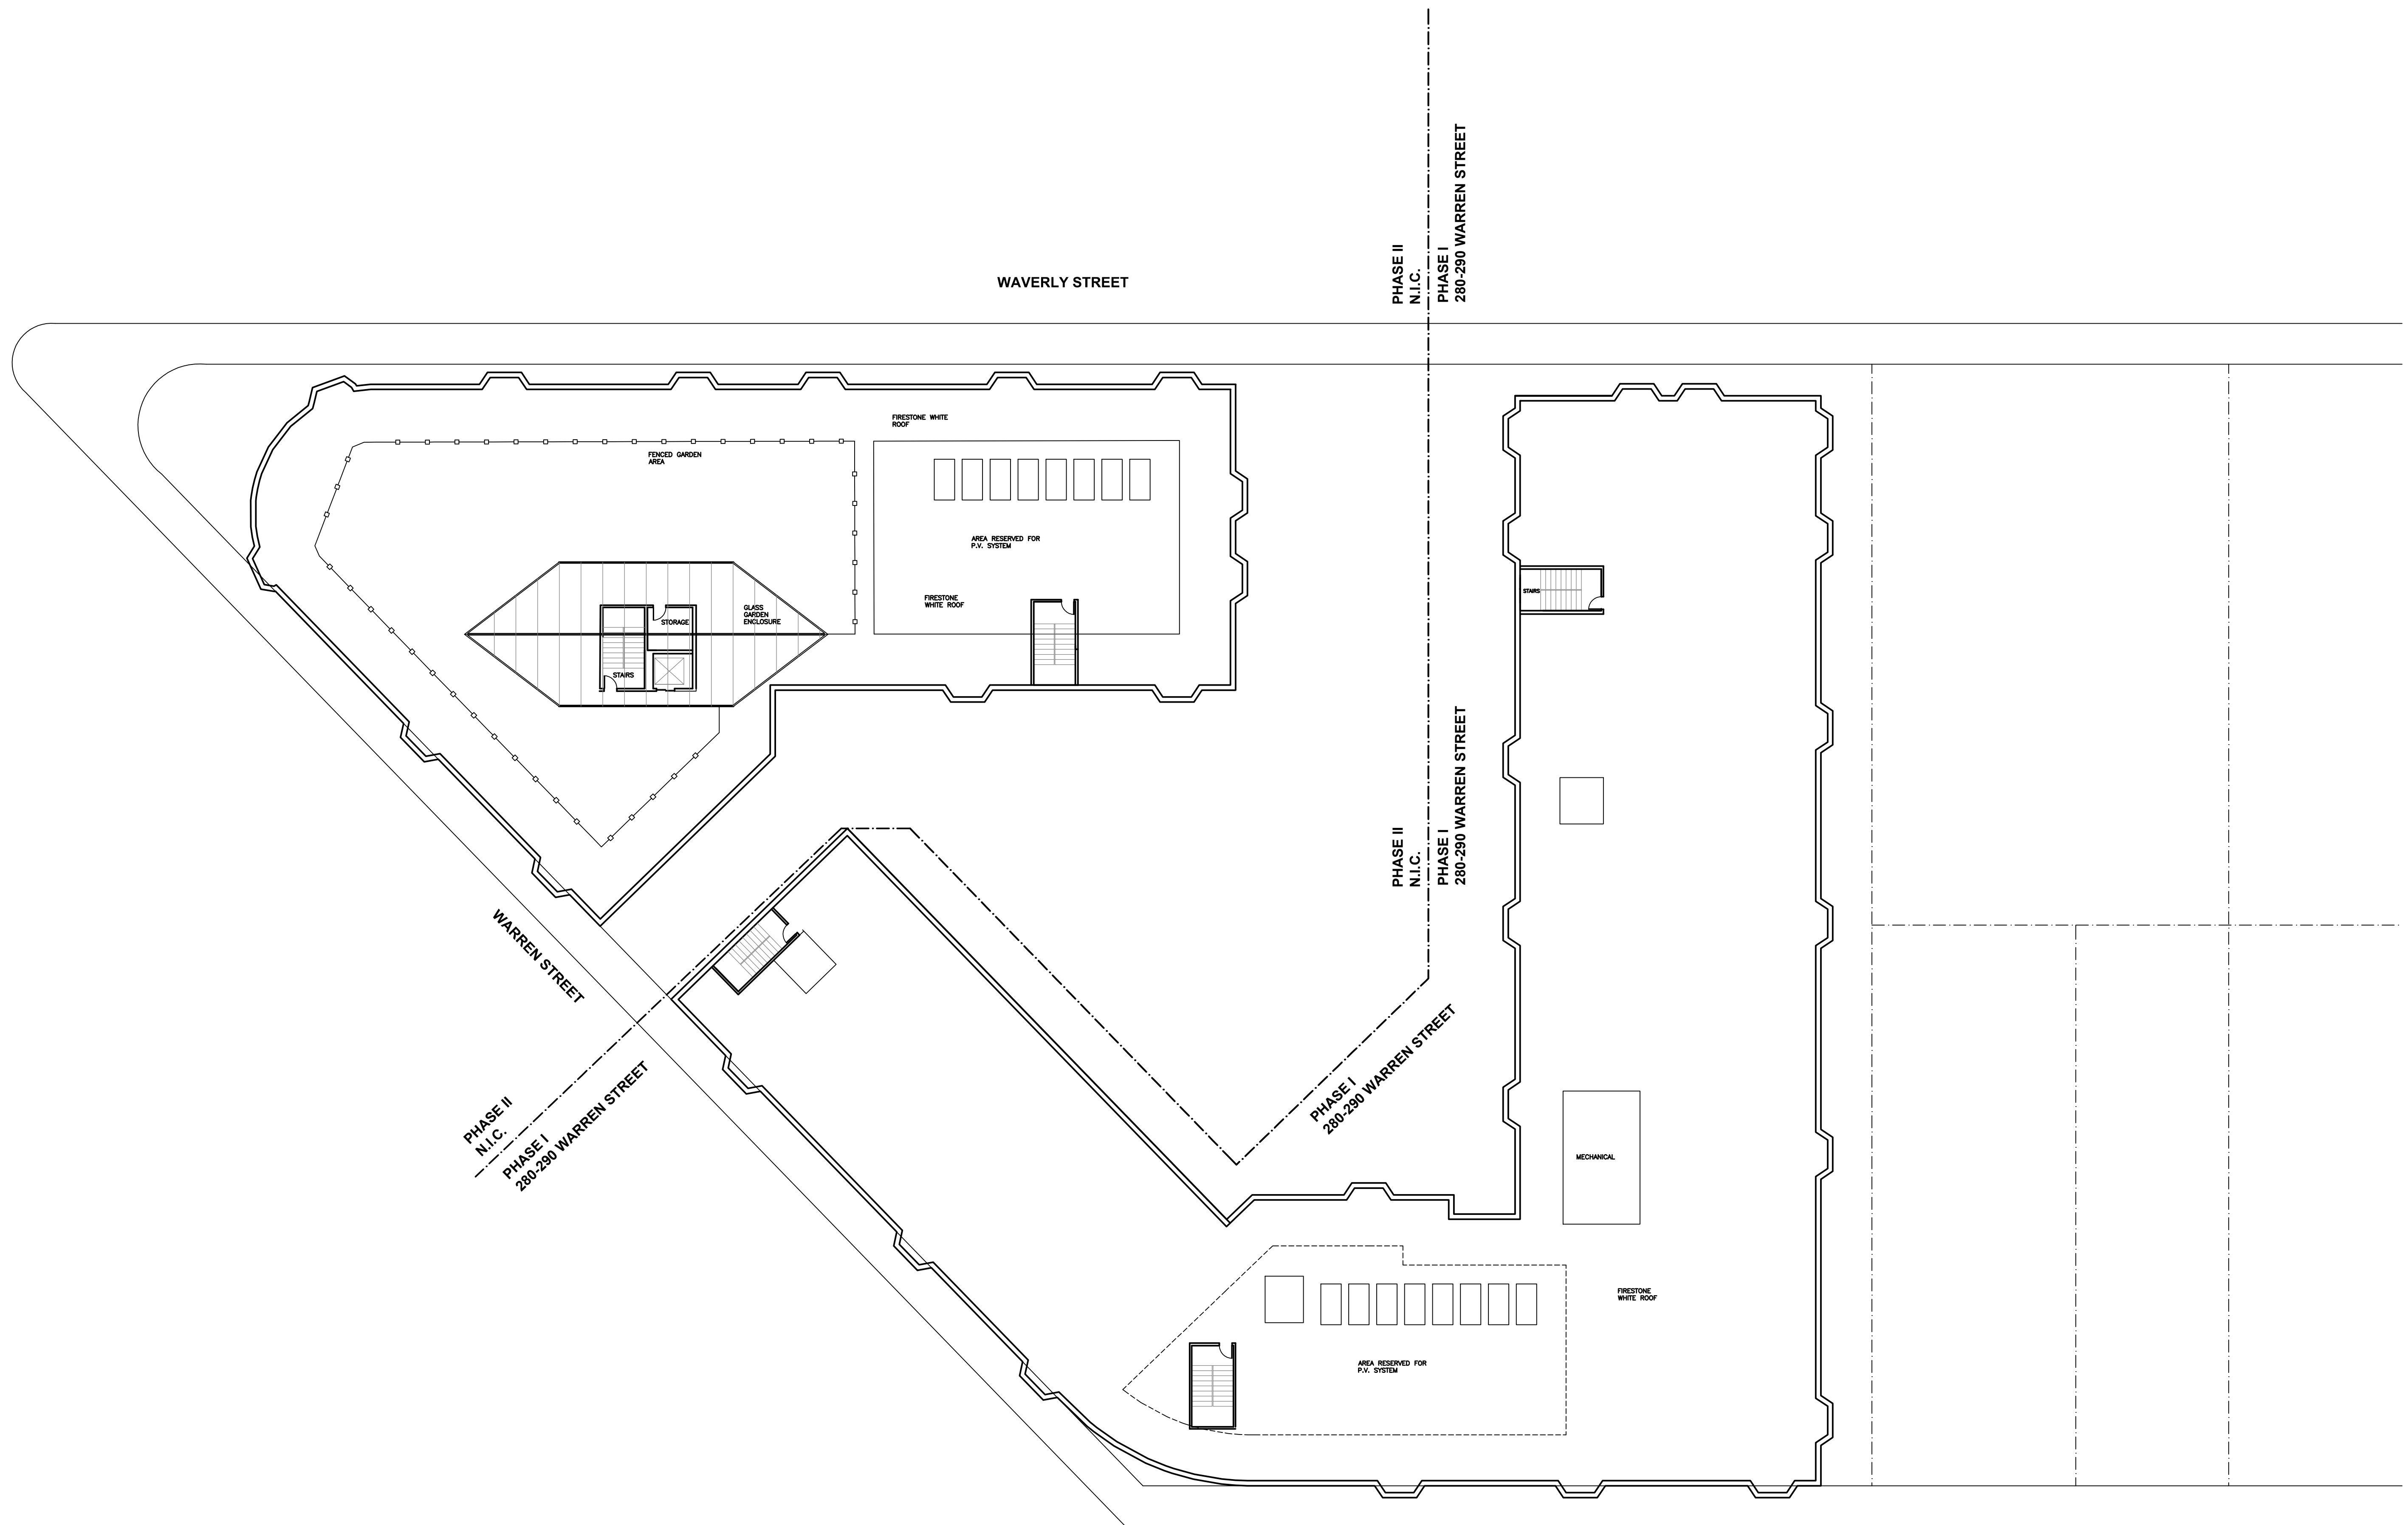 PHASE II
N.I.C.
PHASE I
280-290 WARREN STREET
WAVERLY STREET
FIRESTONE WHITE
ROOF
FENCED GARDEN
AREA
AREA RESERVED FOR
P.V. SYSTEM
FIRESTONE
WHITE ROOF
GLASS
GARDEN
ENCLOSURE
STORAGE
STAIRS
STAIRS
PHASE II
N.I.C.
PHASE I
280-290 WARREN STREET
WARREN STREET
PHASE I
280-290 WARREN STREET
PHASE II
N.I.C.
PHASE I
280-290 WARREN STREET
MECHANICAL
FIRESTONE
WHITE ROOF
AREA RESERVED FOR
P.V. SYSTEM